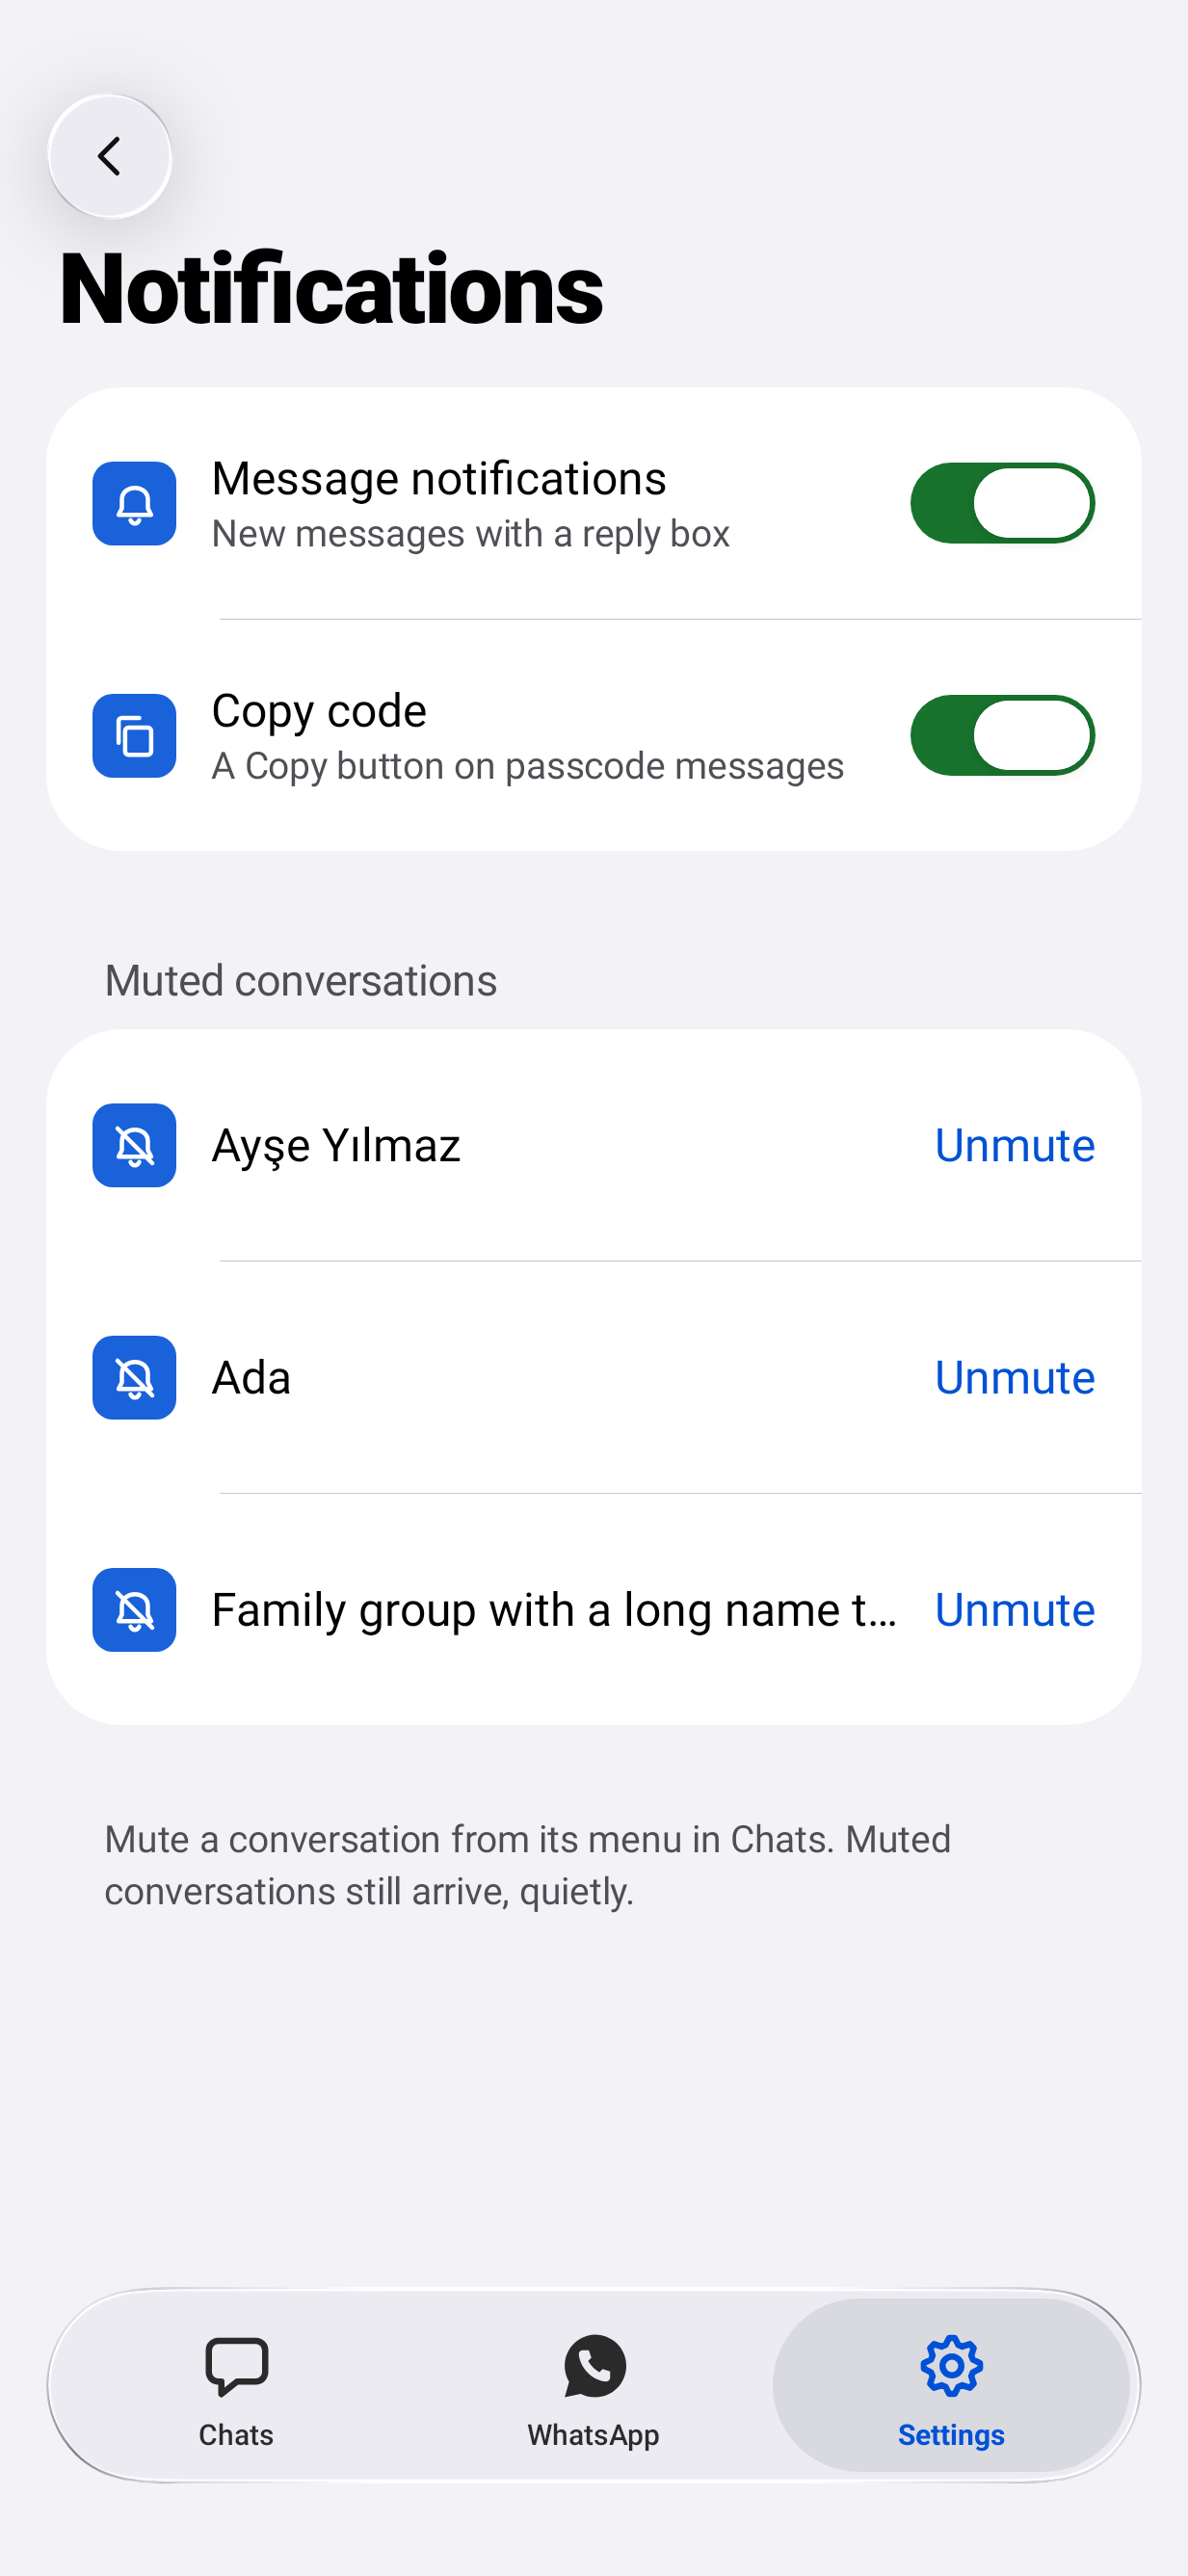 Notifications
Message notifications
New messages with a reply box
Copy code
A Copy button on passcode messages
Muted conversations
Ayşe Yılmaz
Unmute
Ada
Unmute
Family group with a long name t…
Unmute
Mute a conversation from its menu in Chats. Muted
conversations still arrive, quietly.
Chats
WhatsApp
Settings